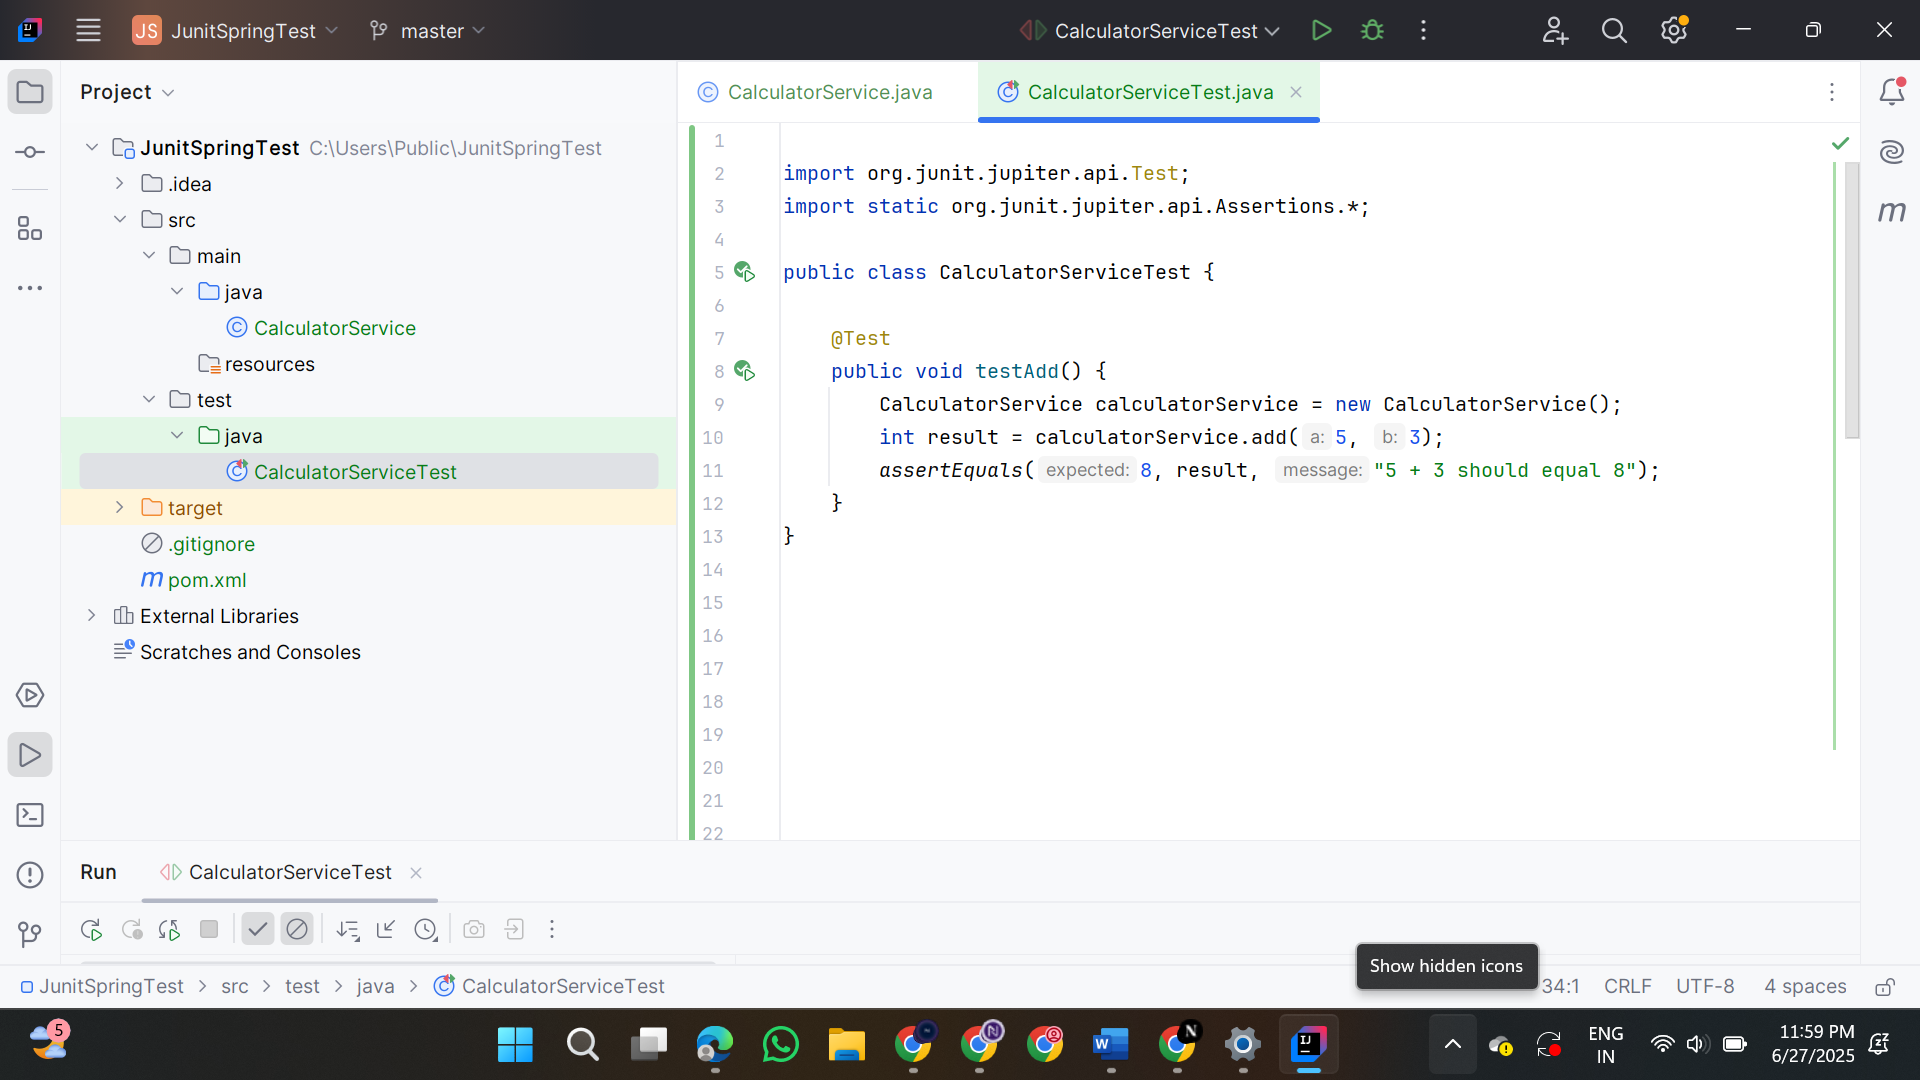 JS JunitSpringTest master CalculatorServiceTest
Project
CalculatorService.java CalculatorServiceTest.java
JunitSpringTest C:\Users\Public\JunitSpringTest
.idea
src
main
java
CalculatorService
resources
test
java
CalculatorServiceTest
target
.gitignore
pom.xml
External Libraries
Scratches and Consoles
1
2 import org.junit.jupiter.api.Test;
3 import static org.junit.jupiter.api.Assertions.*;
4
5 public class CalculatorServiceTest {
6
7 @Test
8 public void testAdd() {
9 CalculatorService calculatorService = new CalculatorService();
10 int result = calculatorService.add( a: 5, b: 3);
11 assertEquals( expected: 8, result, message: "5 + 3 should equal 8");
12 }
13 }
14
15
16
17
18
19
20
21
22
Run CalculatorServiceTest
Show hidden icons
JunitSpringTest > src > test > java > CalculatorServiceTest 34:1 CRLF UTF-8 4 spaces
5
ENG
IN
11:59 PM
6/27/2025